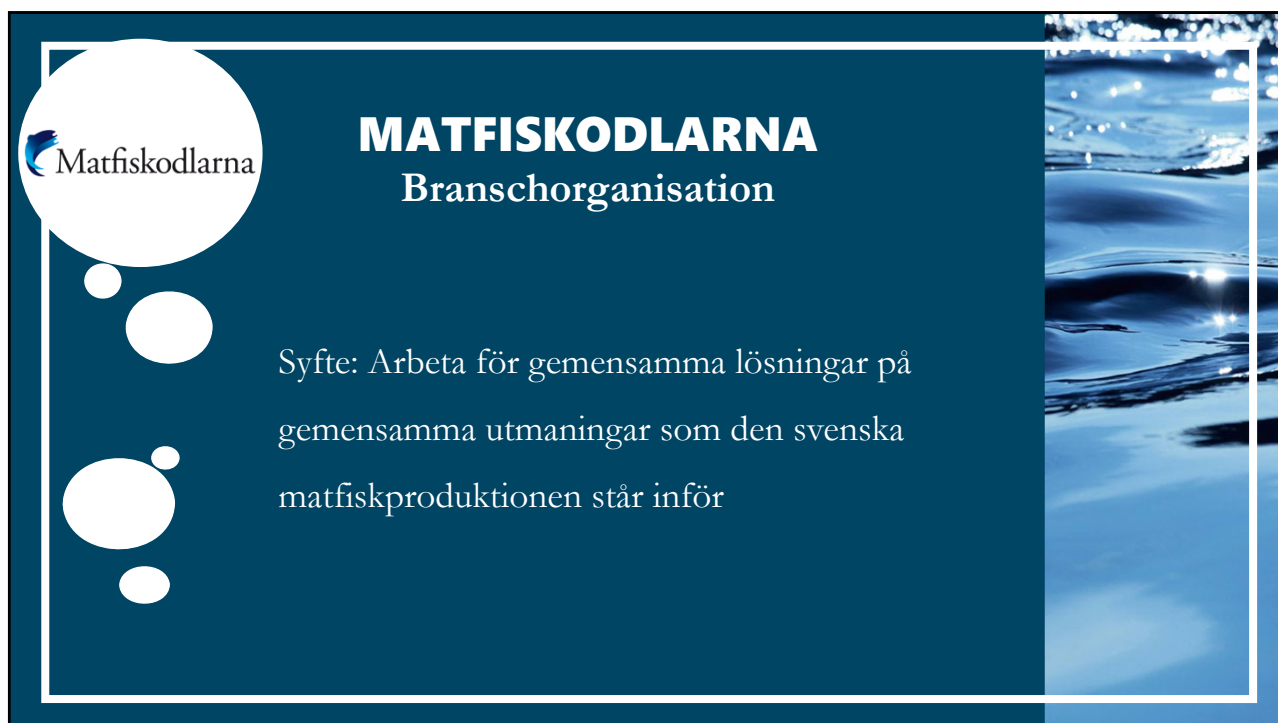 Matfiskodlarna
MATFISKODLARNA
Branschorganisation
Syfte: Arbeta för gemensamma lösningar på
gemensamma utmaningar som den svenska
matfiskproduktionen står inför